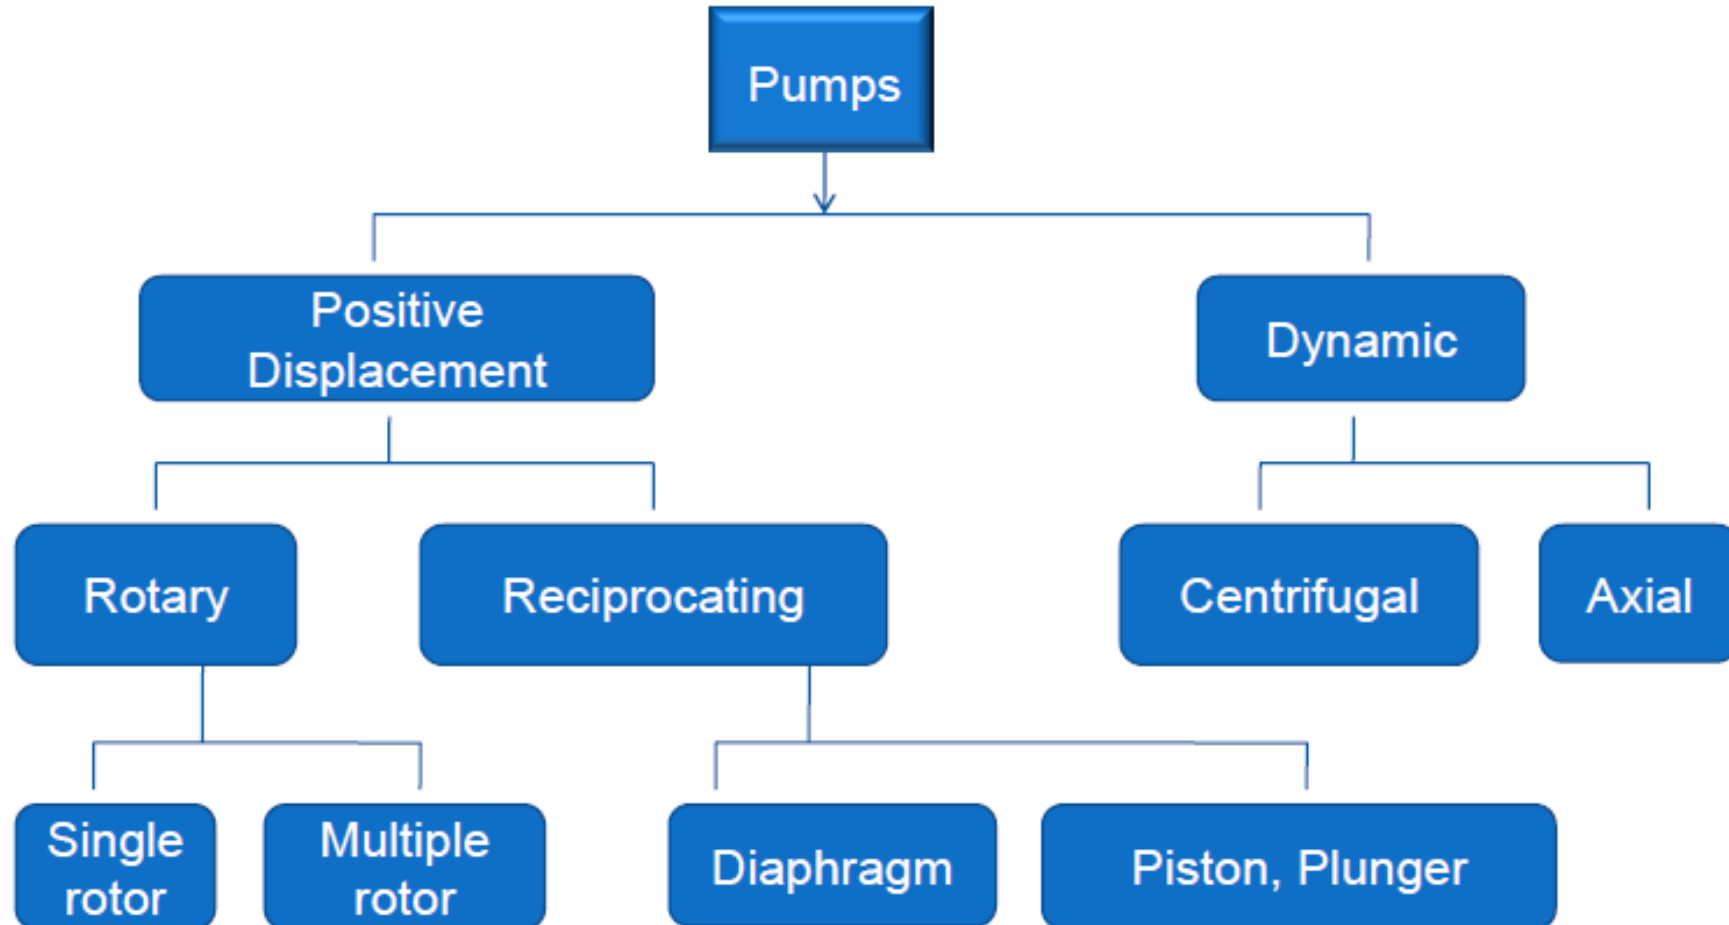 Pumps
Positive
Displacement
Dynamic
Rotary
Reciprocating
Centrifugal
Axial
Single
rotor
Multiple
rotor
Diaphragm
Piston, Plunger